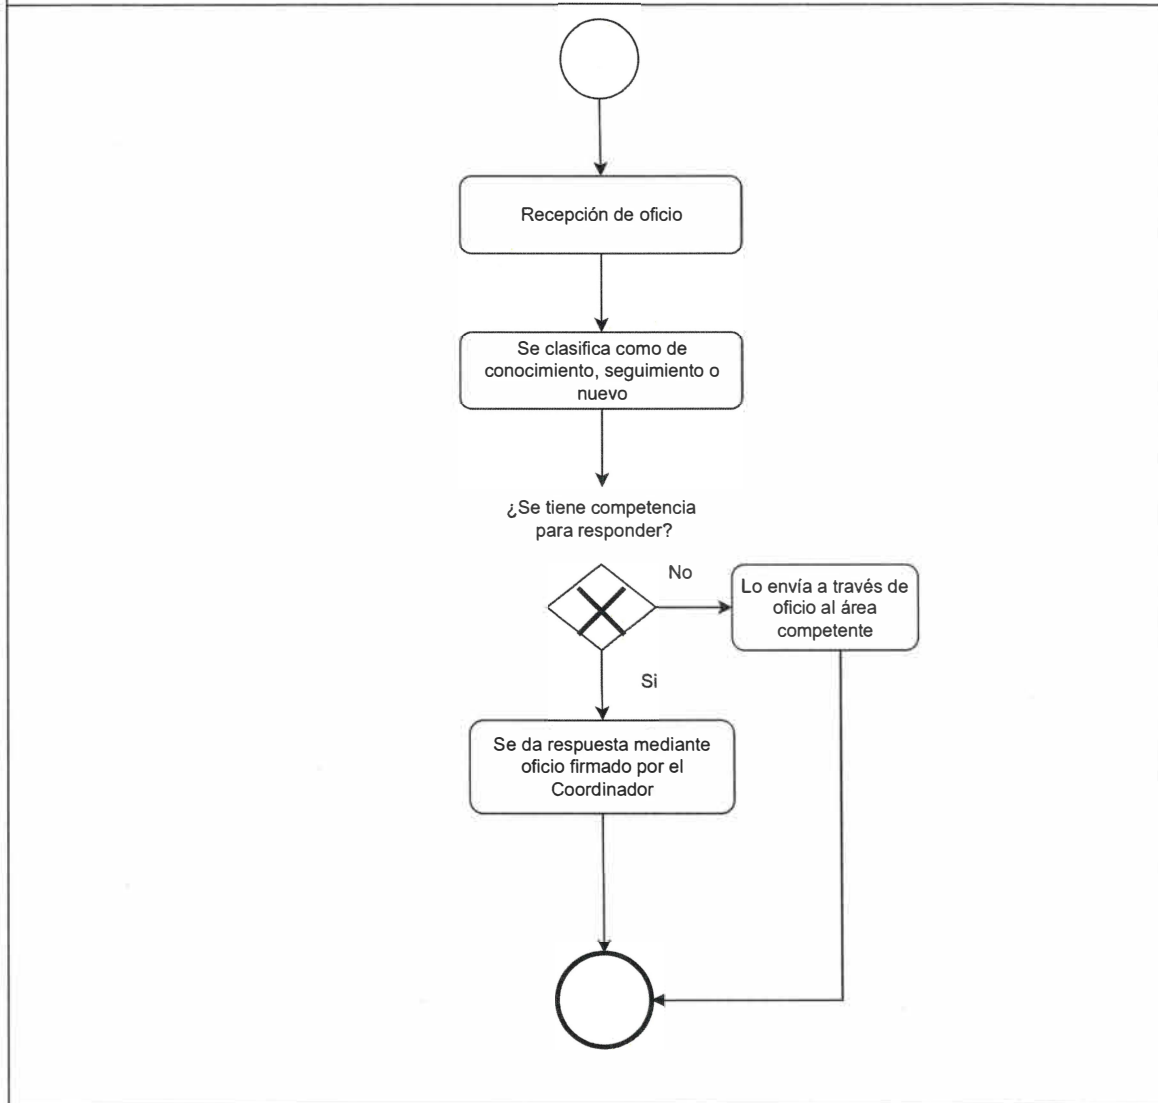 Recepción de oficio
Se clasifica como de
conocimiento, seguimiento o
nuevo
¿Se tiene competencia
para responder?
No
Lo envía a través de
oficio al área
competente
Si
Se da respuesta mediante
oficio firmado por el
Coordinador